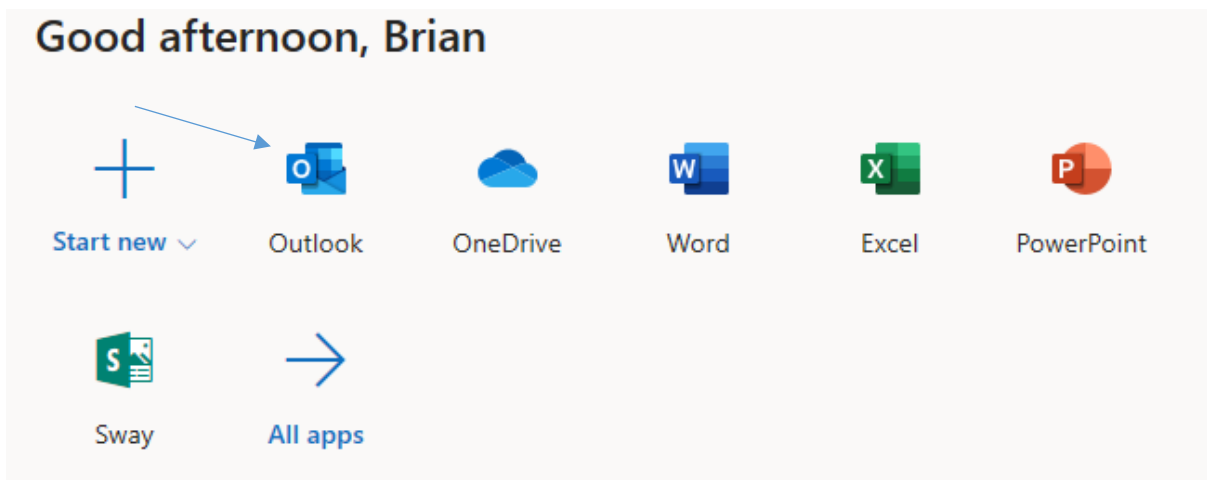 Good afternoon, Brian
Start new
Outlook
OneDrive
Word
Excel
PowerPoint
Sway
All apps